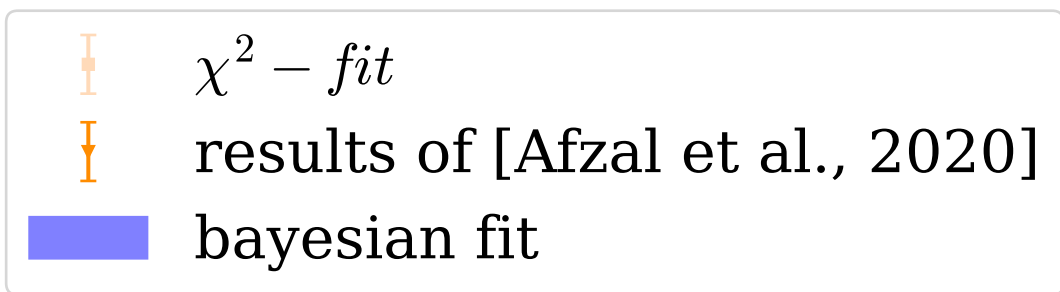 χ² − fit
results of [Afzal et al., 2020]
bayesian fit